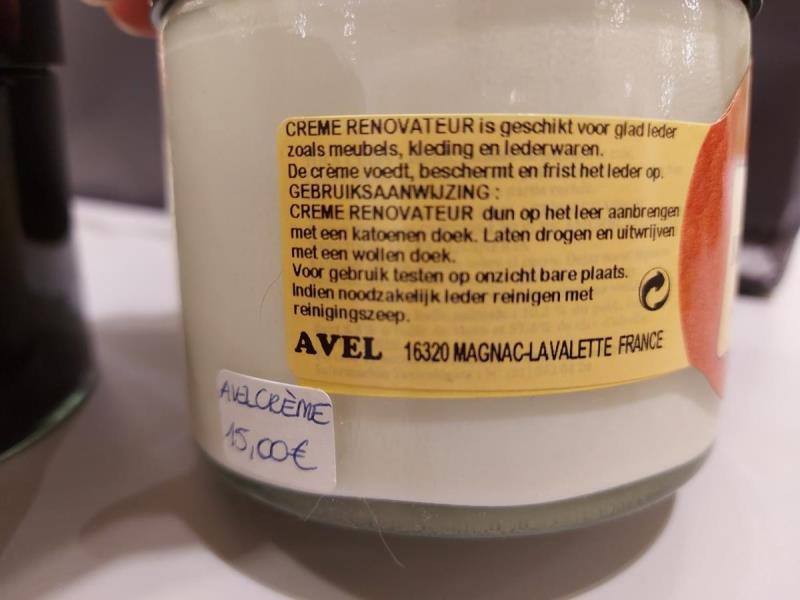 CREME RENOVATEUR is geschikt voor glad leder
zoals meubels, kleding en lederwaren.
De crème voedt, beschermt en frist het leder op.
GEBRUIKSAANWIJZING :
CREME RENOVATEUR dun op het leer aanbrengen
met een katoenen doek. Laten drogen en uitwrijven
met een wollen doek.
Voor gebruik testen op onzicht bare plaats.
Indien noodzakelijk leder reinigen met
reinigingszeep.
AVEL 16320 MAGNAC-LAVALETTE FRANCE
AVELCRÈME
15,00€